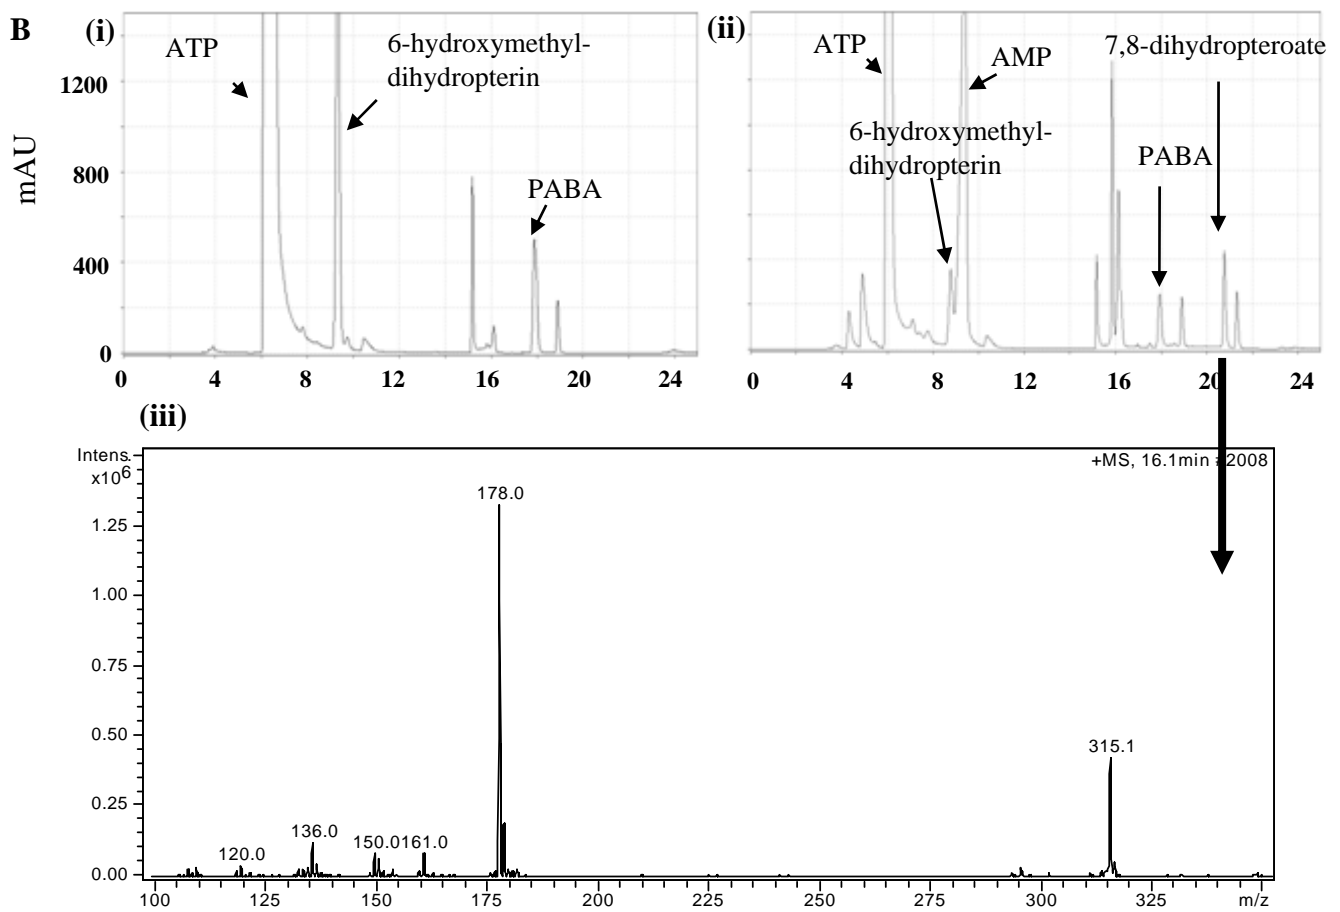 B
(i)
ATP
6-hydroxymethyl-
dihydropterin
PABA
mAU
1200
800
400
0
0 4 8 12 16 20 24
(ii)
ATP
AMP
7,8-dihydropteroate
6-hydroxymethyl-
dihydropterin
PABA
0 4 8 12 16 20 24
(iii)
Intens.
x10⁶
+MS, 16.1min #2008
1.25
1.00
0.75
0.50
0.25
0.00
178.0
315.1
120.0
136.0
150.0
161.0
100 125 150 175 200 225 250 275 300 325 m/z